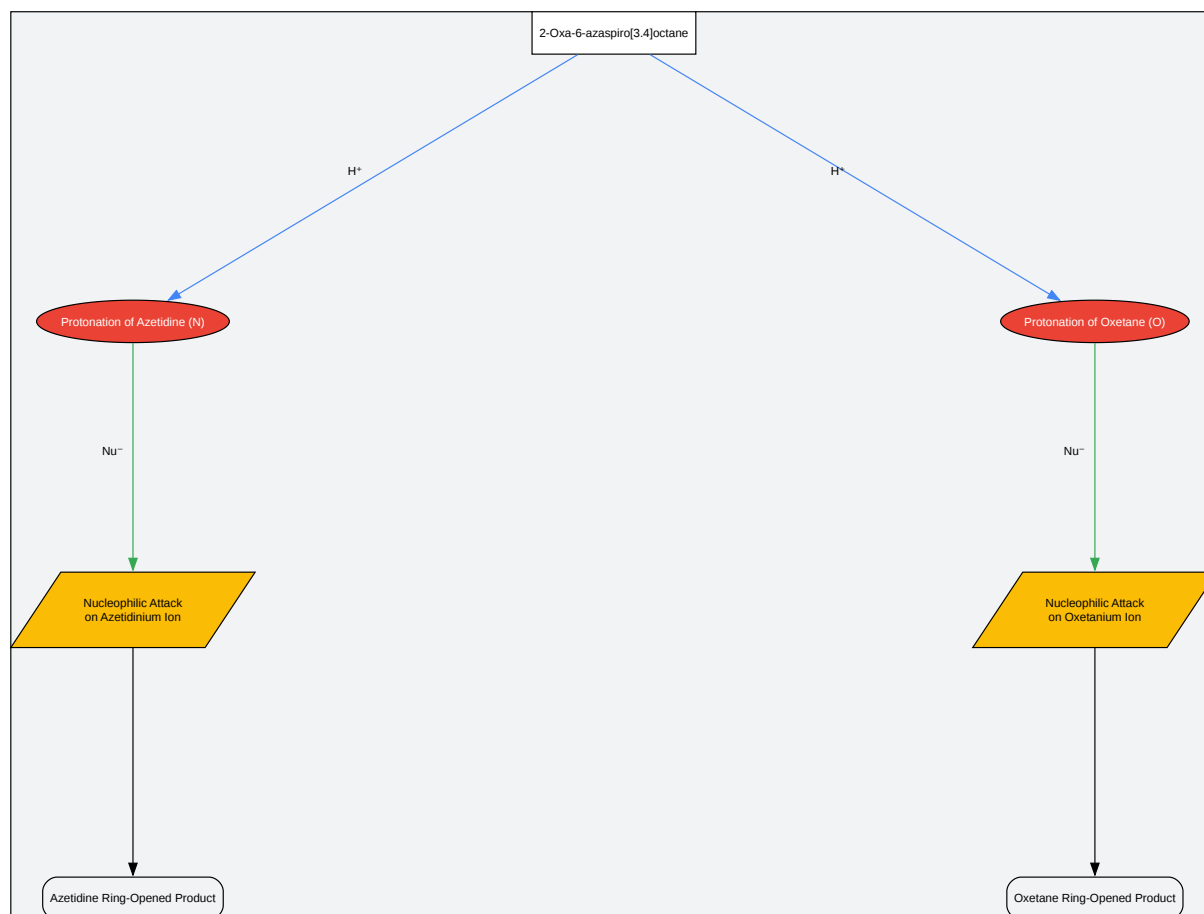 2-Oxa-6-azaspiro[3.4]octane
H⁺
H⁺
Protonation of Azetidine (N)
Protonation of Oxetane (O)
Nu⁻
Nu⁻
Nucleophilic Attack
on Azetidinium Ion
Nucleophilic Attack
on Oxetanium Ion
Azetidine Ring-Opened Product
Oxetane Ring-Opened Product